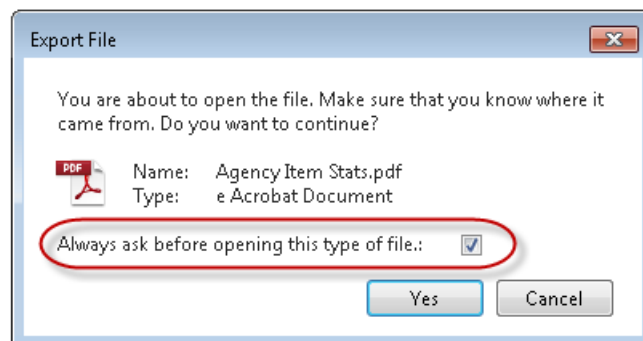 Export File
You are about to open the file. Make sure that you know where it
came from. Do you want to continue?
PDF
Name: Agency Item Stats.pdf
Type: e Acrobat Document
Always ask before opening this type of file.:
Yes Cancel